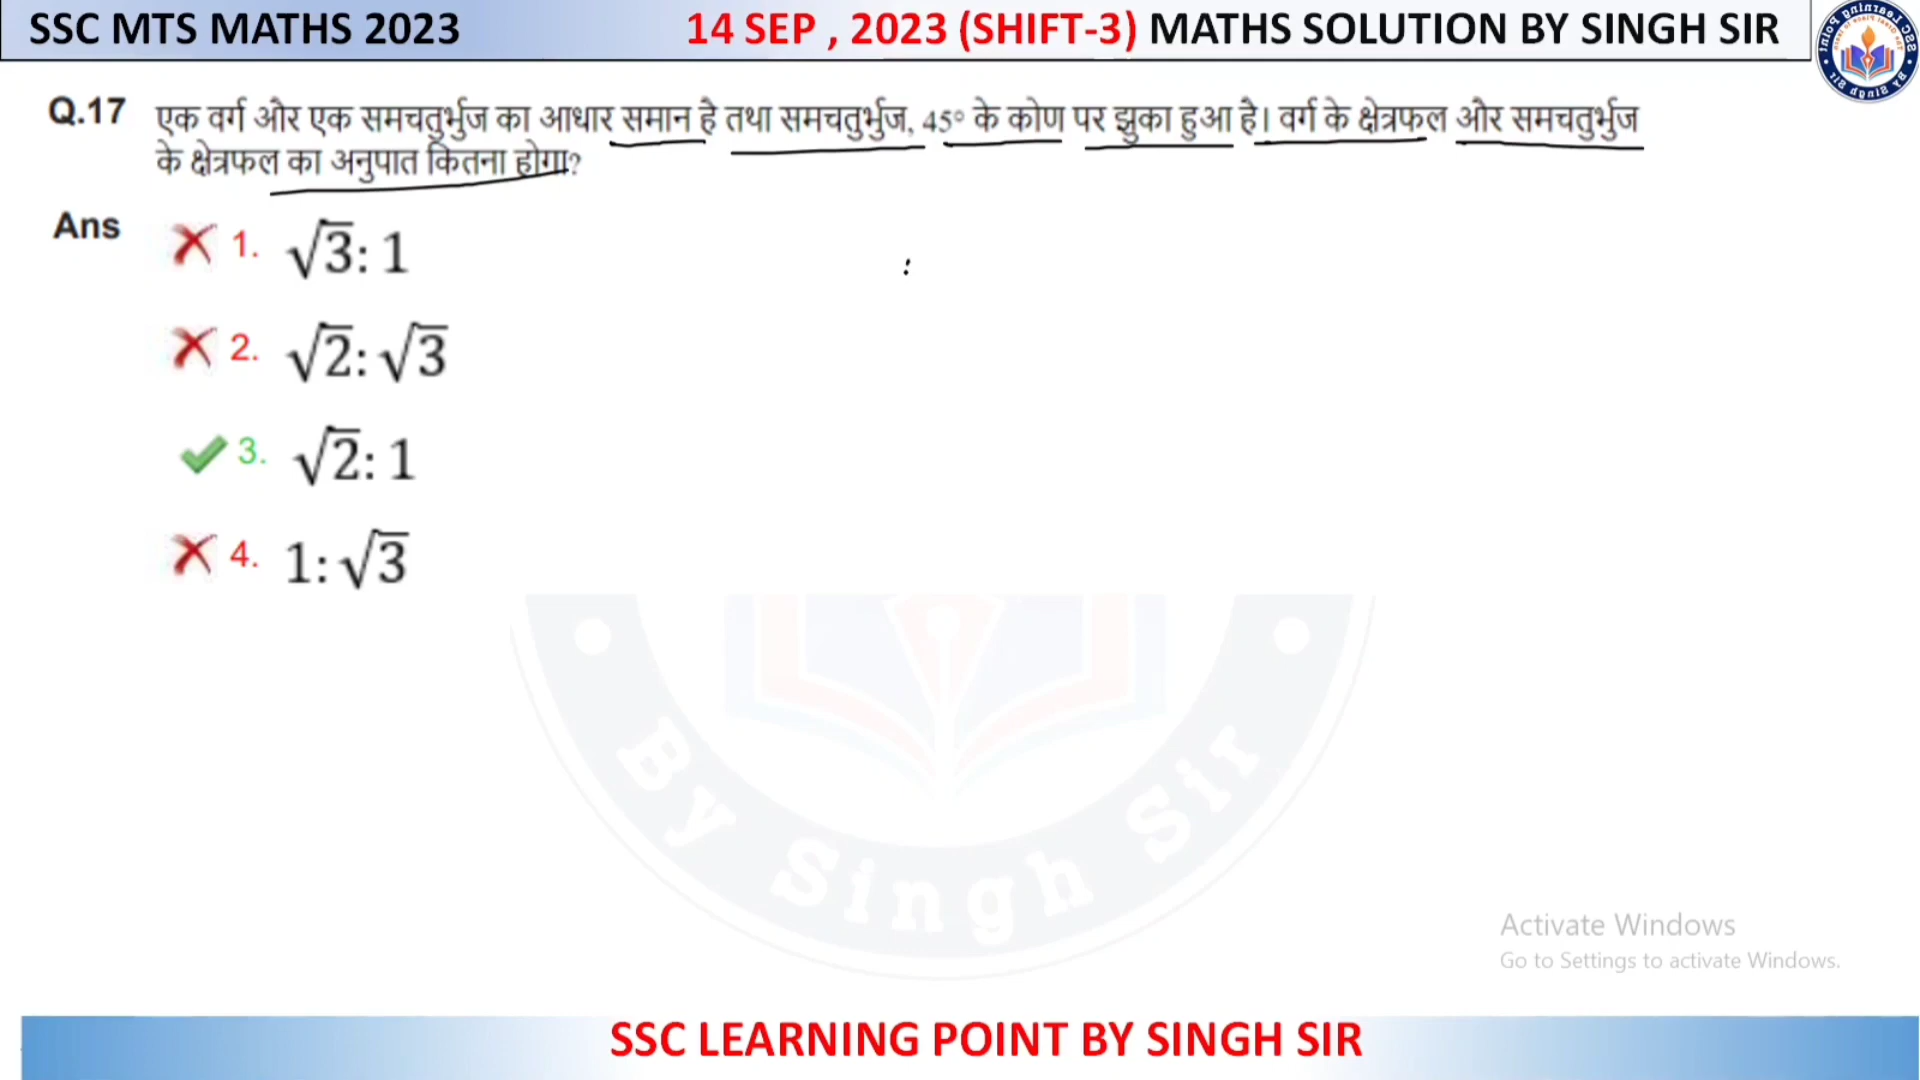 SSC MTS MATHS 2023
14 SEP , 2023 (SHIFT-3) MATHS SOLUTION BY SINGH SIR
Q.17 एक वर्ग और एक समचतुर्भुज का आधार समान है तथा समचतुर्भुज, 45° के कोण पर झुका हुआ है। वर्ग के क्षेत्रफल और समचतुर्भुज
के क्षेत्रफल का अनुपात कितना होगा?
Ans
1. √3: 1
:
2. √2: √3
3. √2: 1
4. 1: √3
By Singh Sir
Activate Windows
Go to Settings to activate Windows.
SSC LEARNING POINT BY SINGH SIR